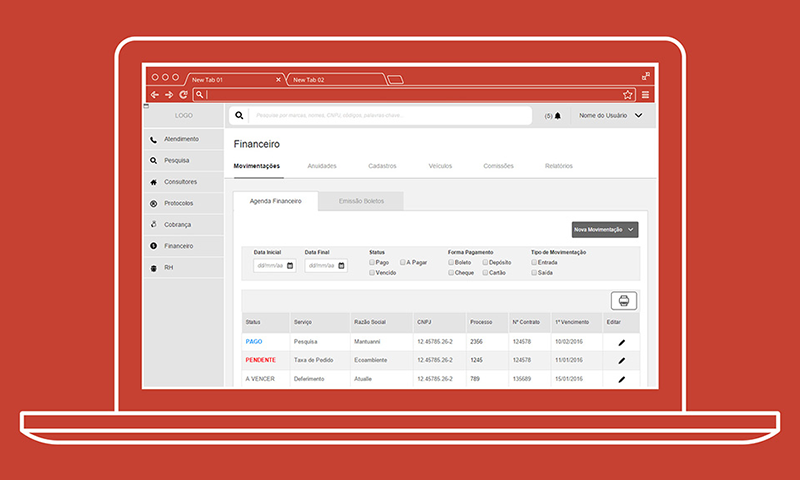 New Tab 01
New Tab 02
LOGO
Pesquise por marcas, nomes, CNPJ, códigos, palavras-chave...
(5)
Nome do Usuário
Atendimento
Pesquisa
Consultores
Protocolos
Cobrança
Financeiro
RH
Financeiro
Movimentações Anuidades Cadastros Veículos Comissões Relatórios
Agenda Financeiro Emissão Boletos
Nova Movimentação
Data Inicial Data Final Status Forma Pagamento Tipo de Movimentação
dd/mm/aa dd/mm/aa Pago A Pagar Boleto Depósito Entrada
Vencido Cheque Cartão Saída
Status Serviço Razão Social CNPJ Processo Nº Contrato 1º Vencimento Editar
PAGO Pesquisa Mantuanni 12.45785.26-2 2366 124578 10/02/2016
PENDENTE Taxa de Pedido Ecoambiente 12.45785.26-2 1245 124578 11/01/2016
A VENCER Deferimento Atualle 12.45785.26-2 789 135689 15/01/2016